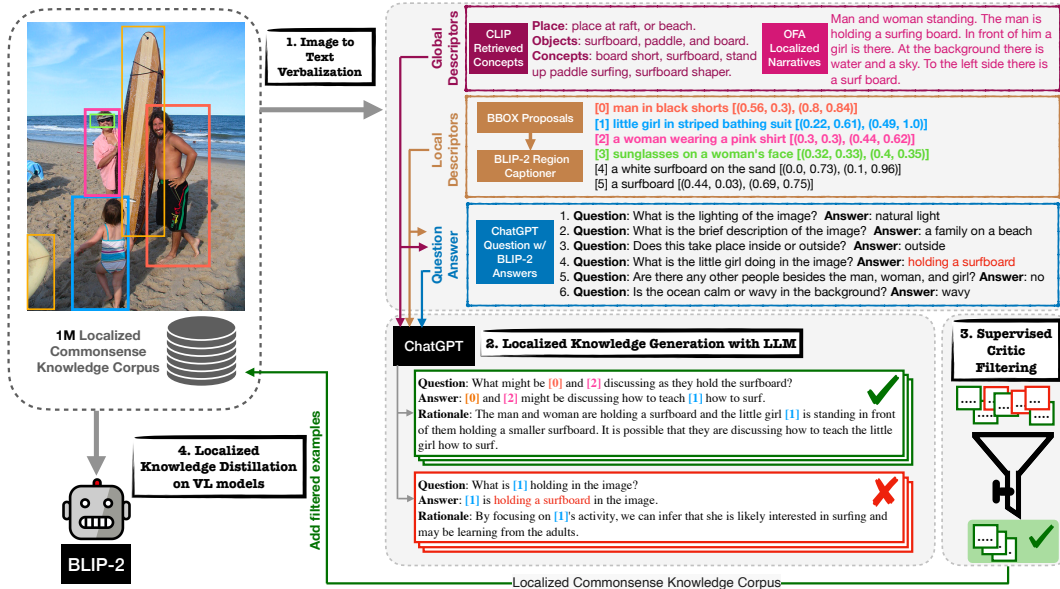 1. Image to
Text
Verbalization
1M Localized
Commonsense
Knowledge Corpus
BLIP-2
4. Localized
Knowledge Distillation
on VL models
Add filtered examples
Global
Descriptors
CLIP
Retrieved
Concepts
Place: place at raft, or beach.
Objects: surfboard, paddle, and board.
Concepts: board short, surfboard, stand
up paddle surfing, surfboard shaper.
OFA
Localized
Narratives
Man and woman standing. The man is
holding a surfing board. In front of him a
girl is there. At the background there is
water and a sky. To the left side there is
a surf board.
Local
Descriptors
BBOX Proposals
BLIP-2 Region
Captioner
[0] man in black shorts [(0.56, 0.3), (0.8, 0.84)]
[1] little girl in striped bathing suit [(0.22, 0.61), (0.49, 1.0)]
[2] a woman wearing a pink shirt [(0.3, 0.3), (0.44, 0.62)]
[3] sunglasses on a woman's face [(0.32, 0.33), (0.4, 0.35)]
[4] a white surfboard on the sand [(0.0, 0.73), (0.1, 0.96)]
[5] a surfboard [(0.44, 0.03), (0.69, 0.75)]
Question
Answer
ChatGPT
Question w/
BLIP-2
Answers
1. Question: What is the lighting of the image? Answer: natural light
2. Question: What is the brief description of the image? Answer: a family on a beach
3. Question: Does this take place inside or outside? Answer: outside
4. Question: What is the little girl doing in the image? Answer: holding a surfboard
5. Question: Are there any other people besides the man, woman, and girl? Answer: no
6. Question: Is the ocean calm or wavy in the background? Answer: wavy
ChatGPT
2. Localized Knowledge Generation with LLM
Question: What might be [0] and [2] discussing as they hold the surfboard?
Answer: [0] and [2] might be discussing how to teach [1] how to surf.
Rationale: The man and woman are holding a surfboard and the little girl [1] is standing in front
of them holding a smaller surfboard. It is possible that they are discussing how to teach the little
girl how to surf.
Question: What is [1] holding in the image?
Answer: [1] is holding a surfboard in the image.
Rationale: By focusing on [1]'s activity, we can infer that she is likely interested in surfing and
may be learning from the adults.
3. Supervised
Critic
Filtering
....
....
....
....
....
....
....
....
Localized Commonsense Knowledge Corpus